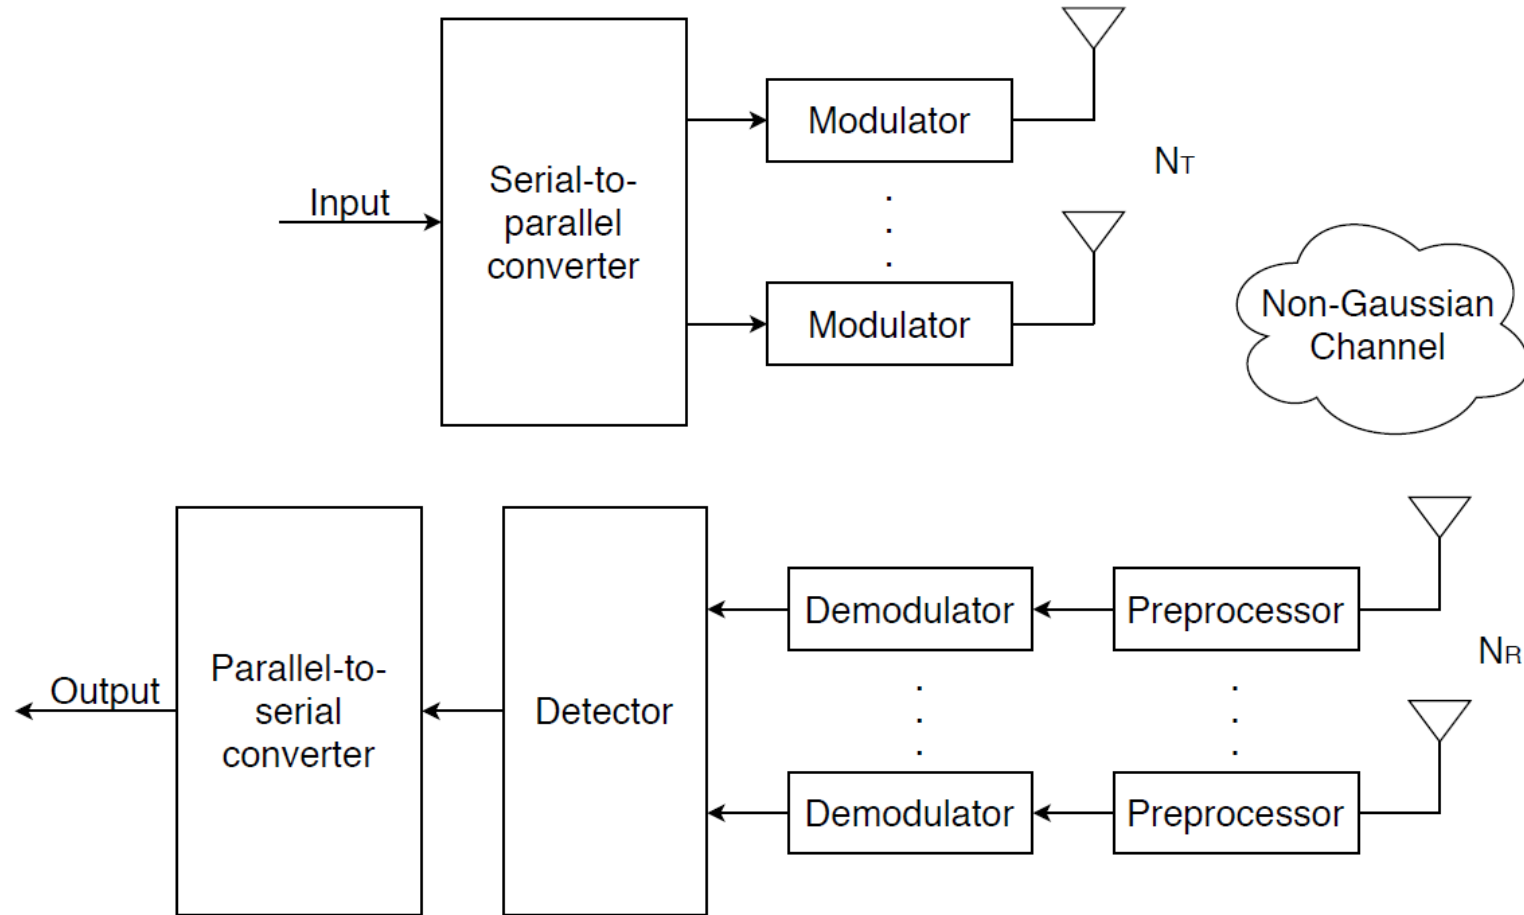 Input
Serial-to-
parallel
converter
Modulator
.
.
.
Modulator
NT
Non-Gaussian
Channel
Output
Parallel-to-
serial
converter
Detector
Demodulator
.
.
.
Demodulator
Preprocessor
.
.
.
Preprocessor
NR